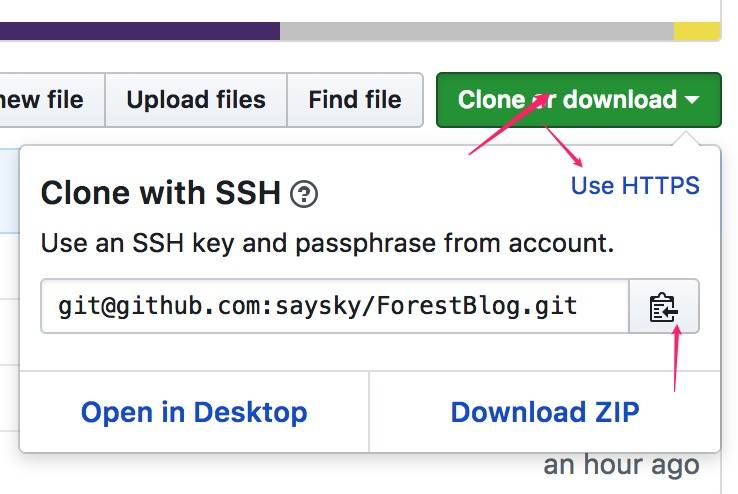 new file
Upload files
Find file
Clone or download
Clone with SSH
Use HTTPS
Use an SSH key and passphrase from account.
git@github.com:saysky/ForestBlog.git
Open in Desktop
Download ZIP
an hour ago